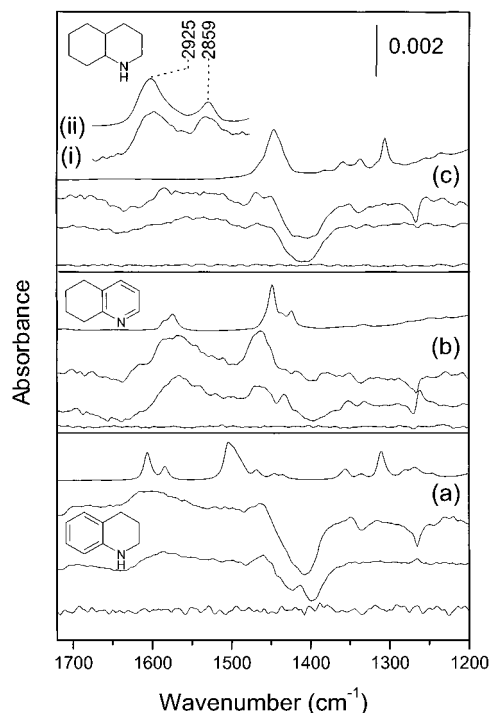 2925
2859
0.002
N
H
(ii)
(i)
(c)
N
(b)
(a)
N
H
Absorbance
1700 1600 1500 1400 1300 1200
Wavenumber (cm⁻¹)